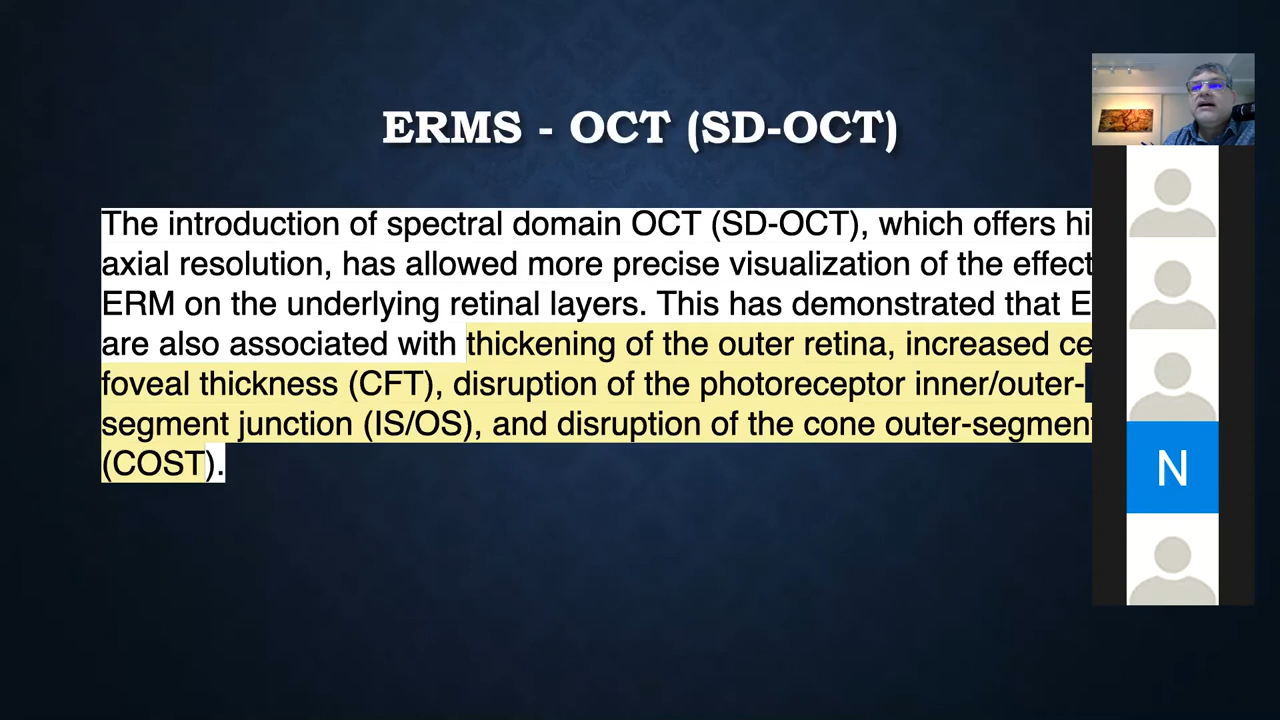 ERMS - OCT (SD-OCT)
The introduction of spectral domain OCT (SD-OCT), which offers
axial resolution, has allowed more precise visualization of the effect
ERM on the underlying retinal layers. This has demonstrated that
are also associated with thickening of the outer retina, increased
foveal thickness (CFT), disruption of the photoreceptor inner/outer-
segment junction (IS/OS), and disruption of the cone outer-segment
(COST).
N